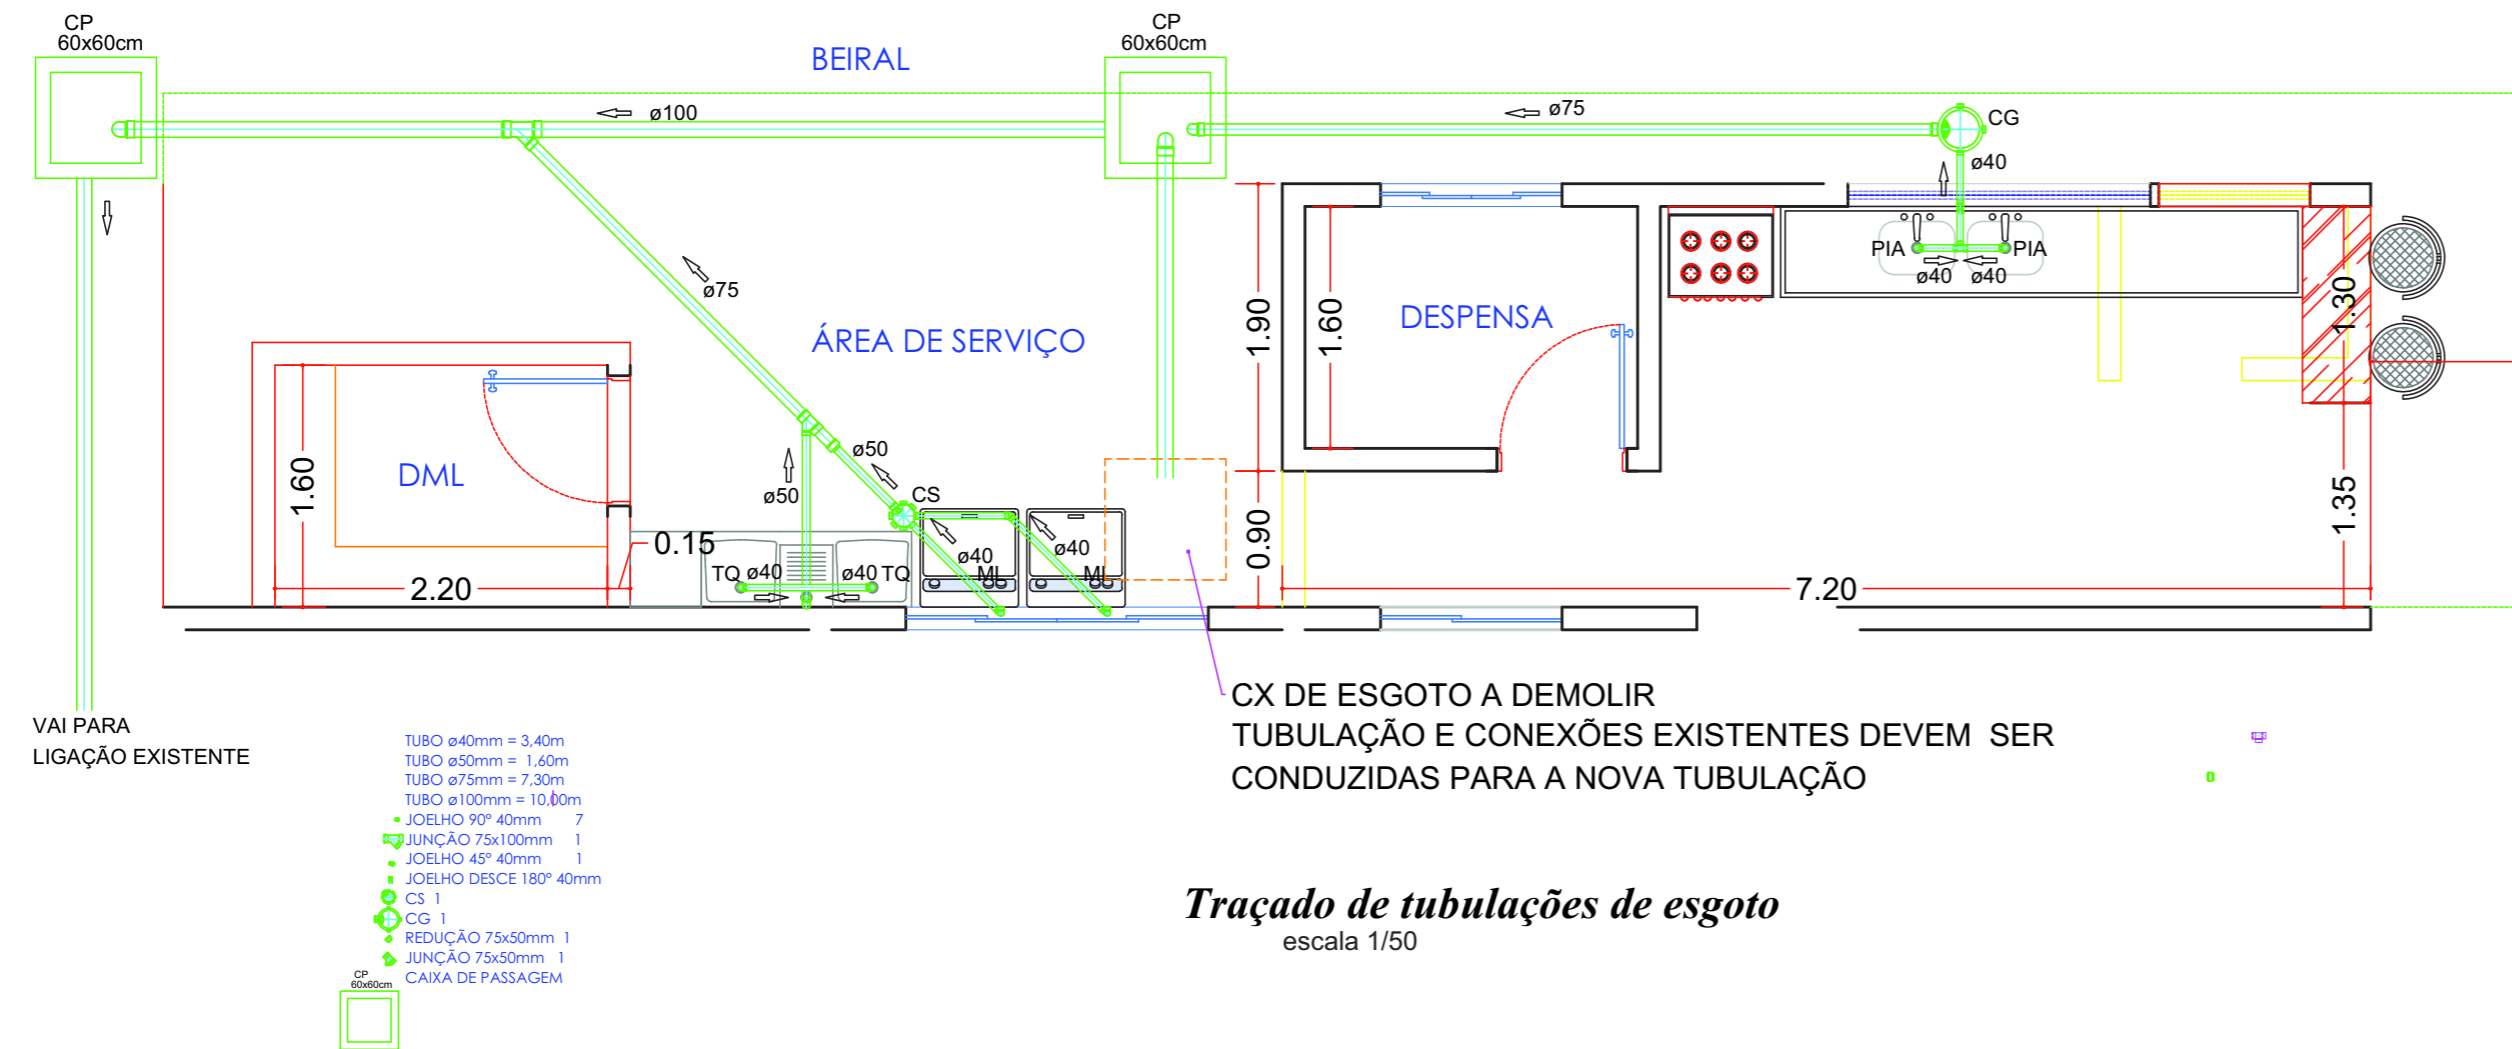 CP
60x60cm
CP
60x60cm
BEIRAL
ø100
ø75
CG
ø40
PIA
PIA
ø40
ø40
ø75
ÁREA DE SERVIÇO
1.90
1.60
DESPENSA
1.30
DML
1.60
ø50
ø50
CS
0.15
0.90
1.35
TQ
ø40
ø40
TQ
ø40
ML
ø40
ML
2.20
7.20
CX DE ESGOTO A DEMOLIR
TUBULAÇÃO E CONEXÕES EXISTENTES DEVEM SER
CONDUZIDAS PARA A NOVA TUBULAÇÃO
VAI PARA
LIGAÇÃO EXISTENTE
TUBO ø40mm = 3,40m
TUBO ø50mm = 1,60m
TUBO ø75mm = 7,30m
TUBO ø100mm = 10,00m
JOELHO 90° 40mm 7
JUNÇÃO 75x100mm 1
JOELHO 45° 40mm 1
JOELHO DESCE 180° 40mm
CS 1
CG 1
REDUÇÃO 75x50mm 1
JUNÇÃO 75x50mm 1
CAIXA DE PASSAGEM
CP
60x60cm
Traçado de tubulações de esgoto
escala 1/50